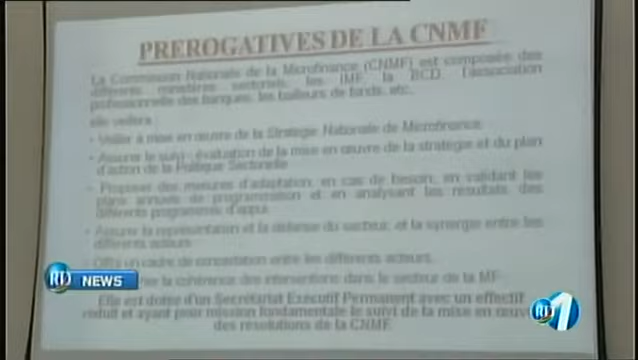 PREROGATIVES DE LA CNMF
La Commission Nationale de la Microfinance (CNMF) est composée des
différents ministères sectoriels, les IMF, la BCD, l'association
professionnelle des banques, les bailleurs de fonds, etc.
elle veillera :
- Veiller à mise en œuvre de la Stratégie Nationale de Microfinance.
- Assurer le suivi - évaluation de la mise en œuvre de la stratégie et du plan
d'action de la Politique Sectorielle
- Proposer des mesures d'adaptation, en cas de besoin, en validant les
plans annuels de programmation et en analysant les résultats des
différents programmes d'appui.
- Assurer la représentation et la défense du secteur, et la synergie entre les
différents acteurs.
- Offrir un cadre de concertation entre les différents acteurs.
la cohérence des interventions dans le secteur de la MF.
Elle est dotée d'un Secrétariat Exécutif Permanent avec un effectif
réduit et ayant pour mission fondamentale le suivi de la mise en œuvre
des résolutions de la CNMF.
RTD NEWS
RTD 1